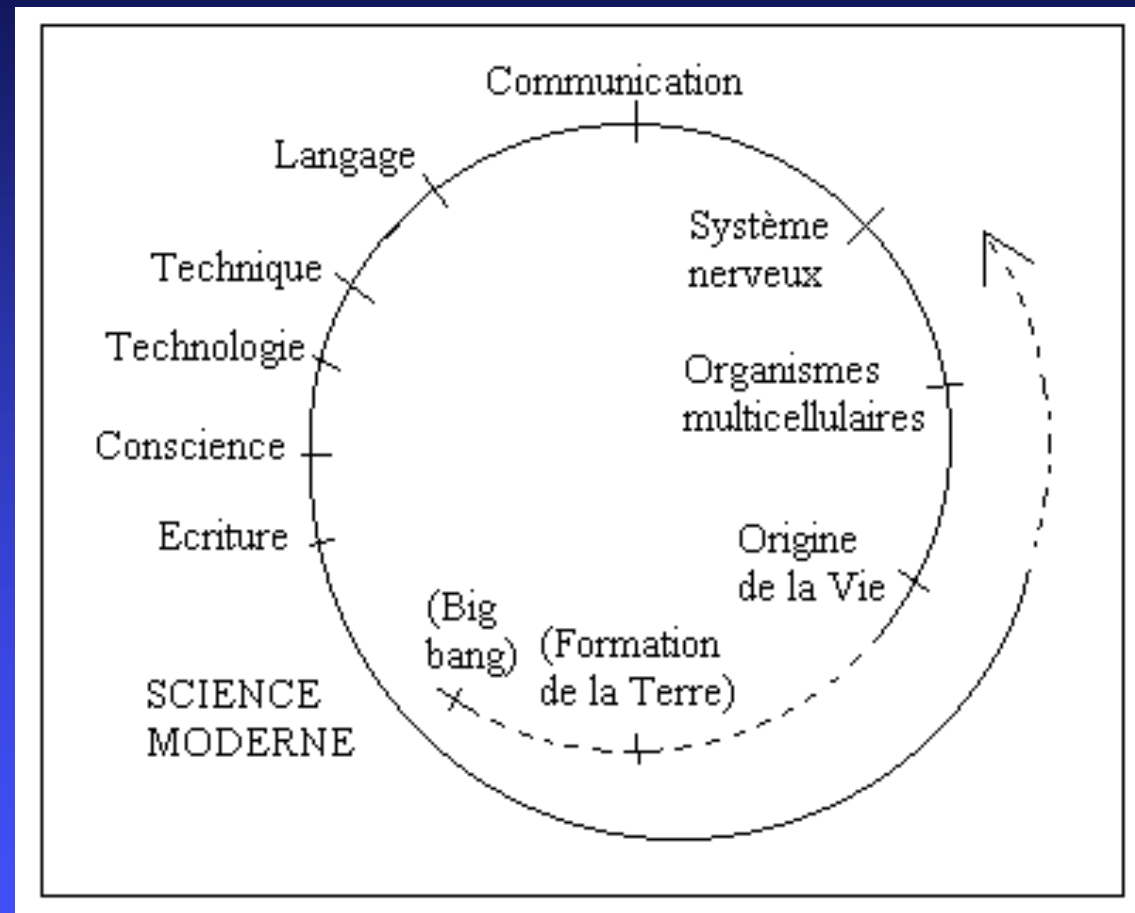 Communication
Langage
Système
nerveux
Technique
Technologie
Organismes
multicellulaires
Conscience
Ecriture
Origine
de la Vie
(Big
bang)
(Formation
de la Terre)
SCIENCE
MODERNE